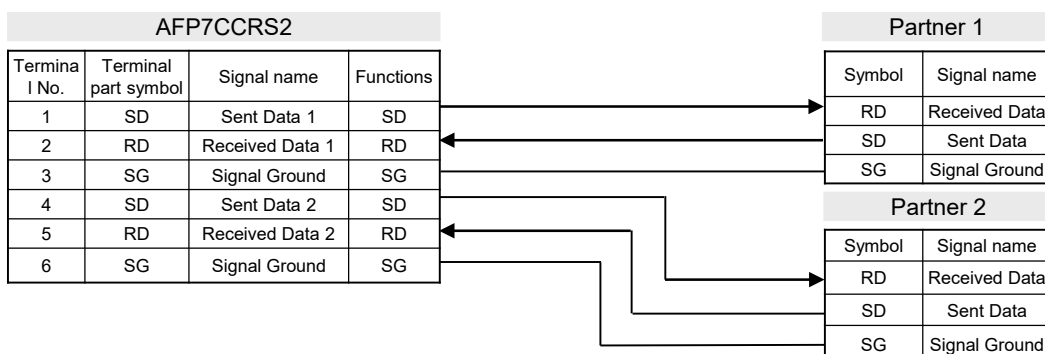 AFP7CCRS2
Termina
l No.
Terminal
part symbol
Signal name
Functions
1 SD Sent Data 1 SD
2 RD Received Data 1 RD
3 SG Signal Ground SG
4 SD Sent Data 2 SD
5 RD Received Data 2 RD
6 SG Signal Ground SG
Partner 1
Symbol Signal name
RD Received Data
SD Sent Data
SG Signal Ground
Partner 2
Symbol Signal name
RD Received Data
SD Sent Data
SG Signal Ground